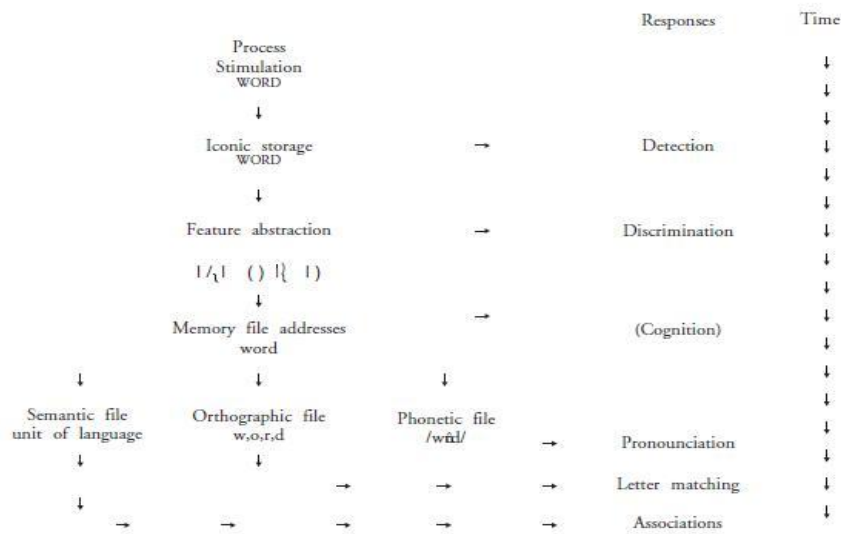 Responses Time
Process
Stimulation
WORD
Iconic storage
WORD
Detection
Feature abstraction
Discrimination
Memory file addresses
word
(Cognition)
Semantic file
unit of language
Orthographic file
w,o,r,d
Phonetic file
Pronounciation
Letter matching
Associations